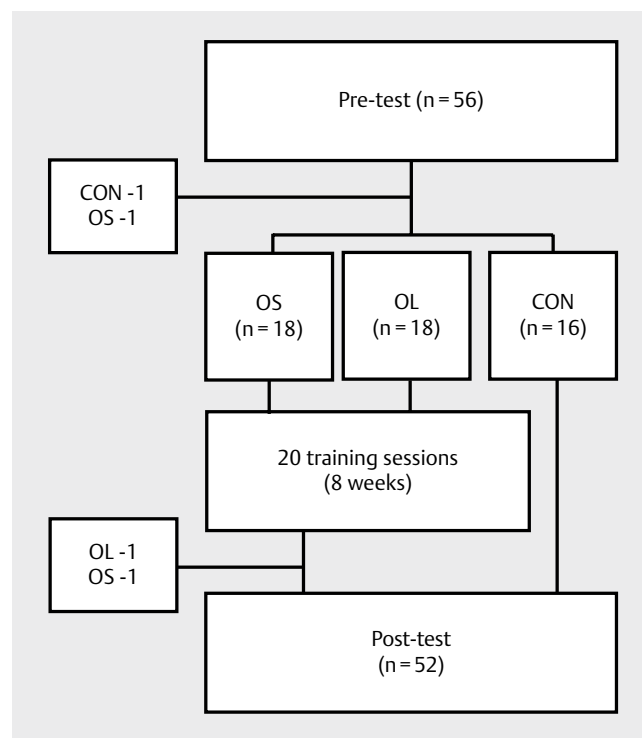 Pre-test (n = 56)
CON -1
OS -1
OS
(n = 18)
OL
(n = 18)
CON
(n = 16)
20 training sessions
(8 weeks)
OL -1
OS -1
Post-test
(n = 52)